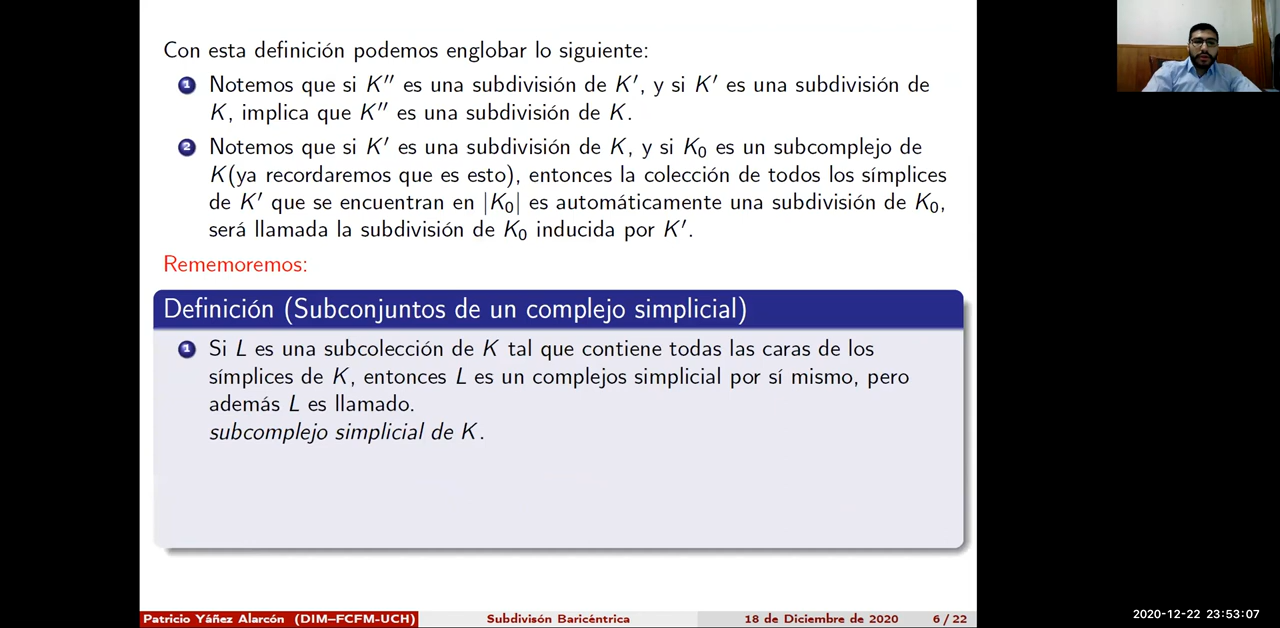 Con esta definición podemos englobar lo siguiente:
1 Notemos que si K′′ es una subdivisión de K′, y si K′ es una subdivisión de
K, implica que K′′ es una subdivisión de K.
2 Notemos que si K′ es una subdivisión de K, y si K₀ es un subcomplejo de
K(ya recordaremos que es esto), entonces la colección de todos los símplices
de K′ que se encuentran en |K₀| es automáticamente una subdivisión de K₀,
será llamada la subdivisión de K₀ inducida por K′.
Rememoremos:
Definición (Subconjuntos de un complejo simplicial)
1 Si L es una subcolección de K tal que contiene todas las caras de los
símplices de K, entonces L es un complejos simplicial por sí mismo, pero
además L es llamado.
subcomplejo simplicial de K.
Patricio Yáñez Alarcón (DIM–FCFM-UCH) Subdivisón Baricéntrica 18 de Diciembre de 2020 6 / 22
2020-12-22 23:53:07